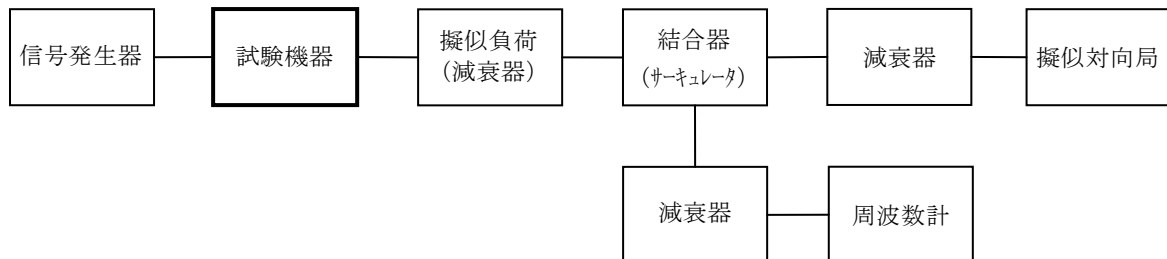 信号発生器
試験機器
擬似負荷
（減衰器）
結合器
（サーキュレータ）
減衰器
擬似対向局
減衰器
周波数計